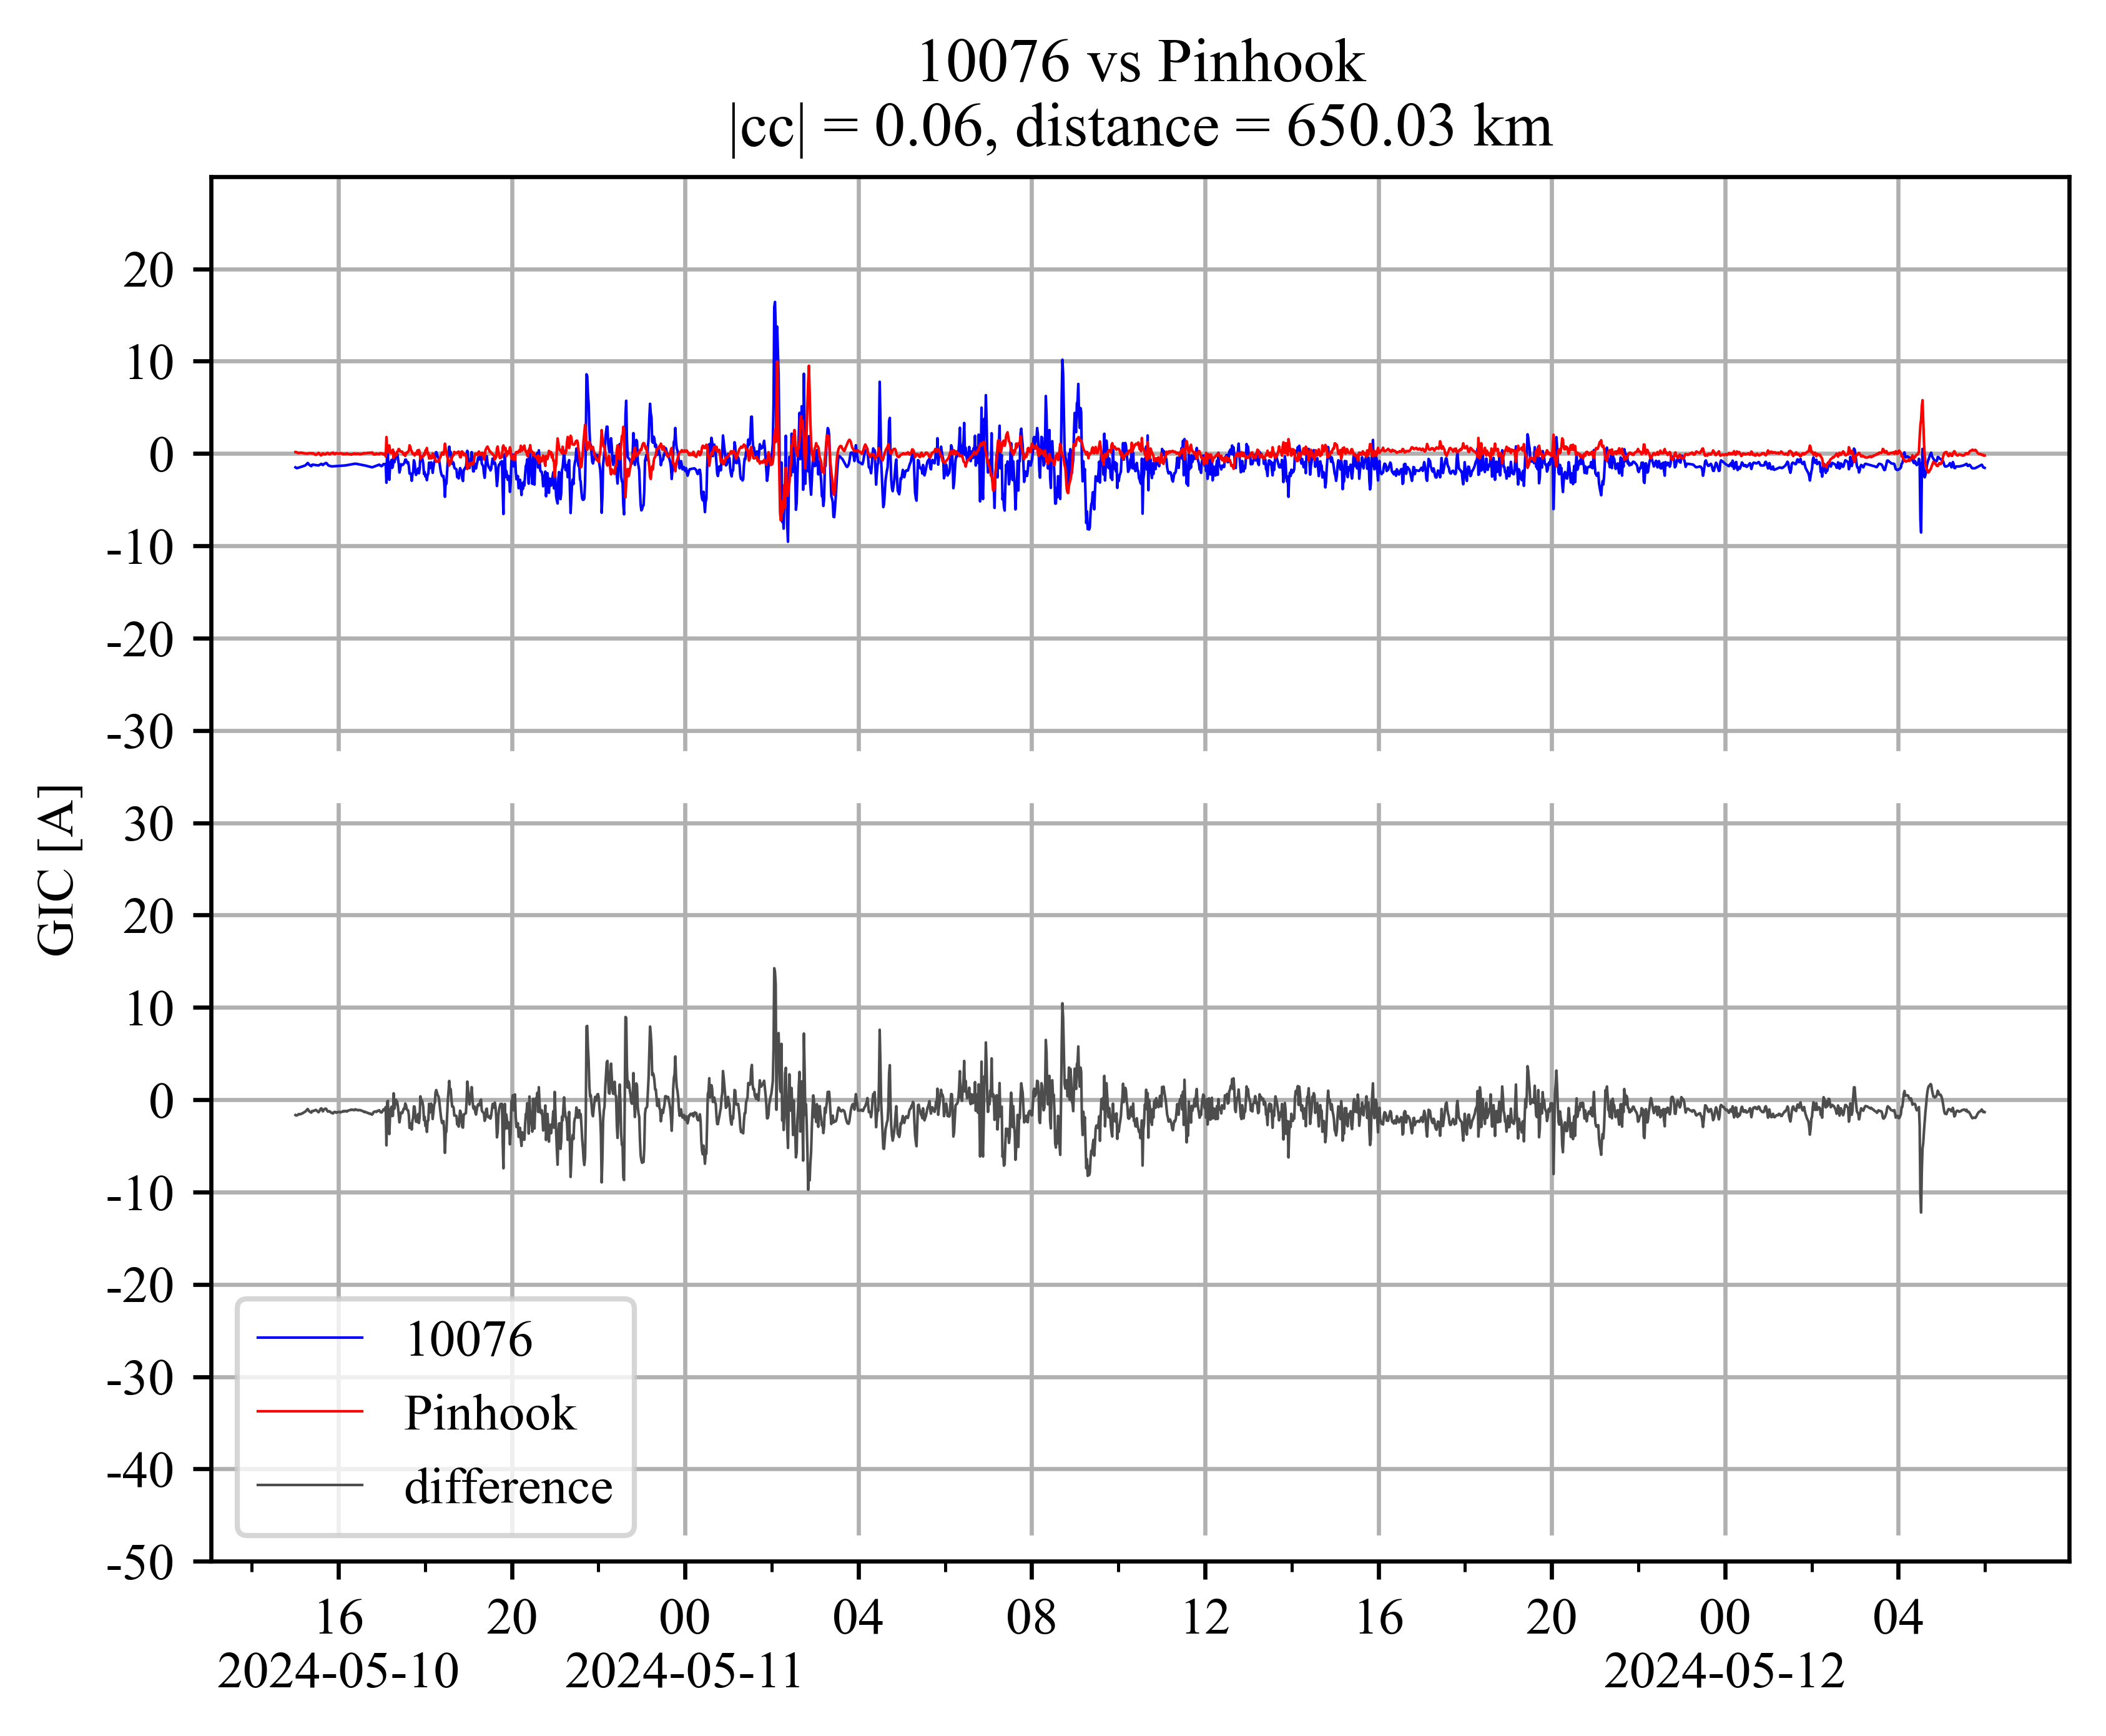 10076 vs Pinhook
|cc| = 0.06, distance = 650.03 km
GIC [A]
20
10
0
-10
-20
-30
30
20
10
0
-10
-20
-30
-40
-50
10076
Pinhook
difference
16 20 00 04 08 12 16 20 00 04
2024-05-10 2024-05-11 2024-05-12